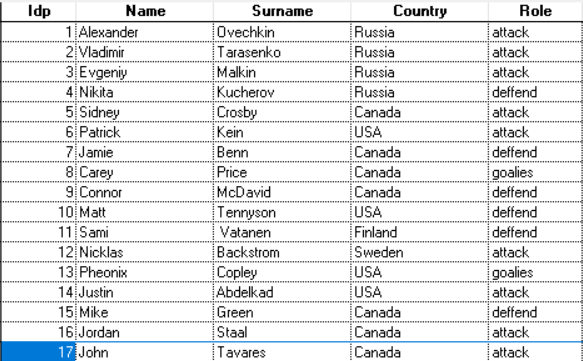 Idp Name Surname Country Role
1 Alexander Ovechkin Russia attack
2 Vladimir Tarasenko Russia attack
3 Evgeniy Malkin Russia attack
4 Nikita Kucherov Russia deffend
5 Sidney Crosby Canada attack
6 Patrick Kein USA attack
7 Jamie Benn Canada deffend
8 Carey Price Canada goalies
9 Connor McDavid Canada deffend
10 Matt Tennyson USA deffend
11 Sami Vatanen Finland deffend
12 Nicklas Backstrom Sweden attack
13 Pheonix Copley USA goalies
14 Justin Abdelkad USA attack
15 Mike Green Canada deffend
16 Jordan Staal Canada attack
17 John Tavares Canada attack